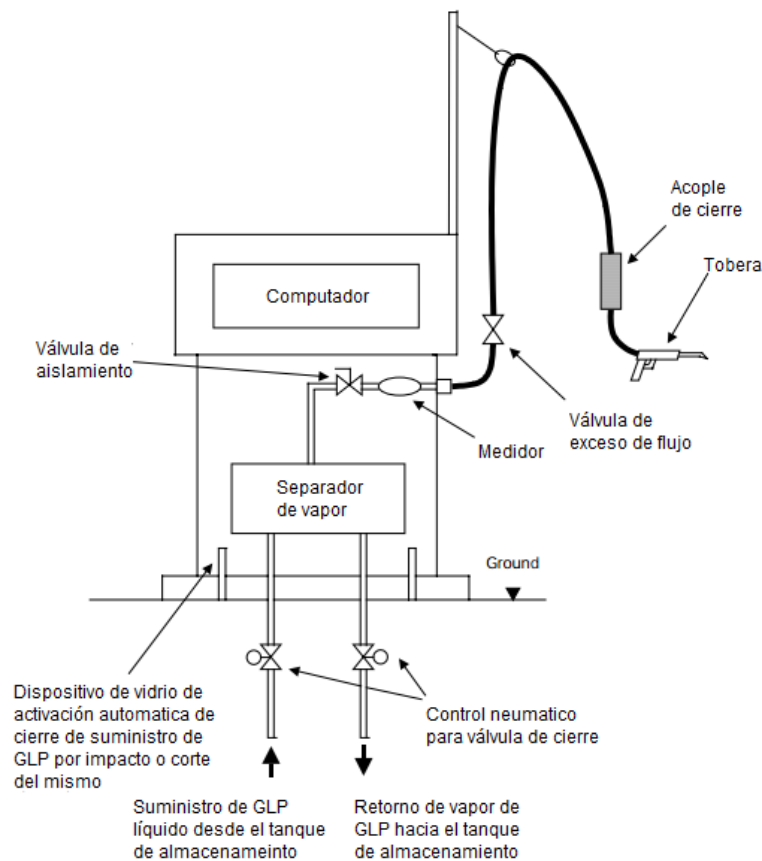 Acople
de cierre
Tobera
Computador
Válvula de
aislamiento
Válvula de
exceso de flujo
Medidor
Separador
de vapor
Ground
Dispositivo de vidrio de
activación automatica de
cierre de suministro de
GLP por impacto o corte
del mismo
Control neumatico
para válvula de cierre
Suministro de GLP
líquido desde el tanque
de almacenameinto
Retorno de vapor de
GLP hacia el tanque
de almacenamiento